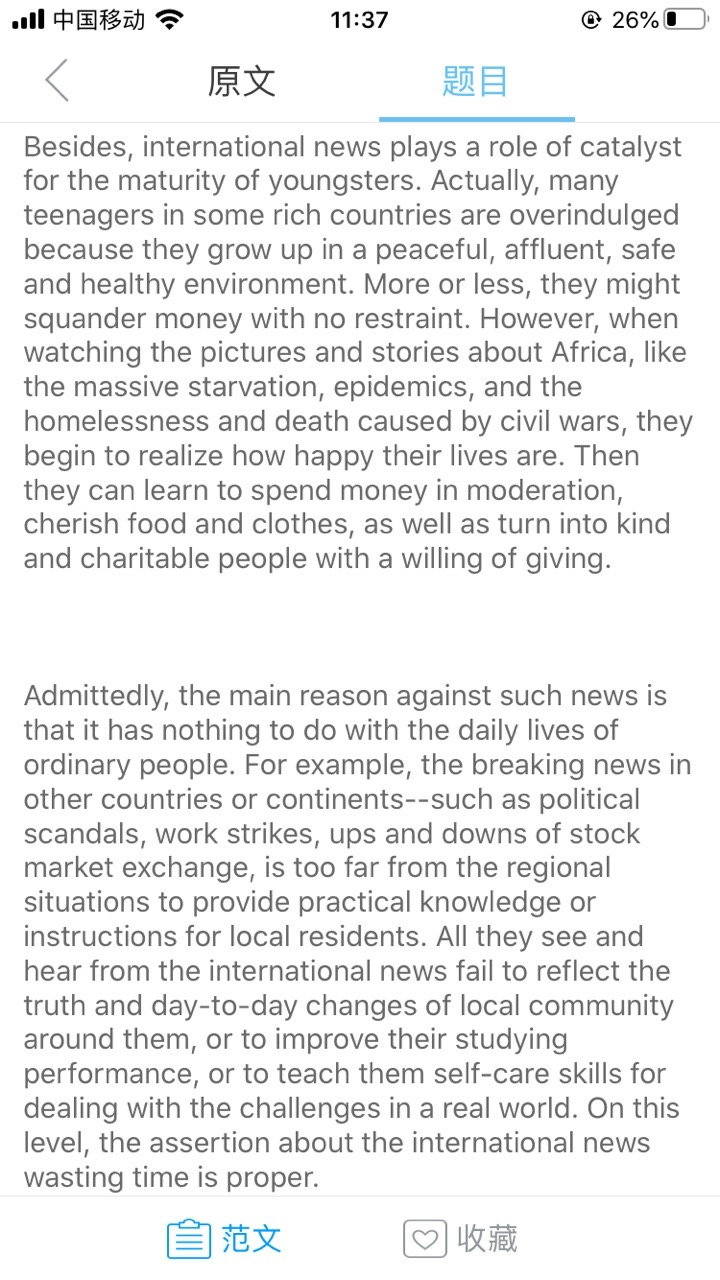 中国移动 11:37 26%
原文 题目
Besides, international news plays a role of catalyst
for the maturity of youngsters. Actually, many
teenagers in some rich countries are overindulged
because they grow up in a peaceful, affluent, safe
and healthy environment. More or less, they might
squander money with no restraint. However, when
watching the pictures and stories about Africa, like
the massive starvation, epidemics, and the
homelessness and death caused by civil wars, they
begin to realize how happy their lives are. Then
they can learn to spend money in moderation,
cherish food and clothes, as well as turn into kind
and charitable people with a willing of giving.
Admittedly, the main reason against such news is
that it has nothing to do with the daily lives of
ordinary people. For example, the breaking news in
other countries or continents--such as political
scandals, work strikes, ups and downs of stock
market exchange, is too far from the regional
situations to provide practical knowledge or
instructions for local residents. All they see and
hear from the international news fail to reflect the
truth and day-to-day changes of local community
around them, or to improve their studying
performance, or to teach them self-care skills for
dealing with the challenges in a real world. On this
level, the assertion about the international news
wasting time is proper.
范文 收藏